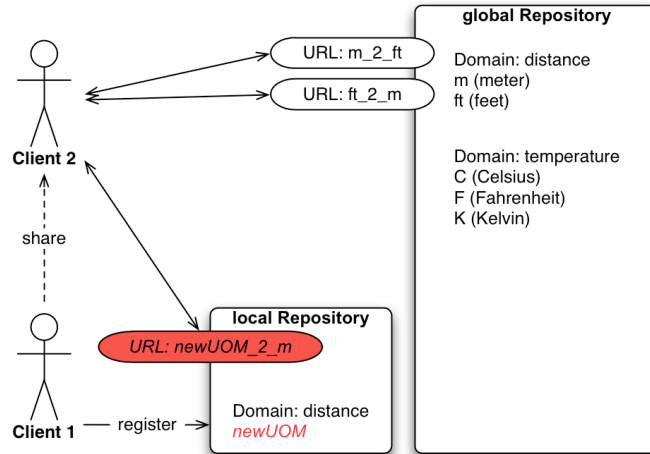 global Repository
URL: m_2_ft
URL: ft_2_m
Domain: distance
m (meter)
ft (feet)
Domain: temperature
C (Celsius)
F (Fahrenheit)
K (Kelvin)
Client 2
share
local Repository
URL: newUOM_2_m
Domain: distance
newUOM
Client 1
register